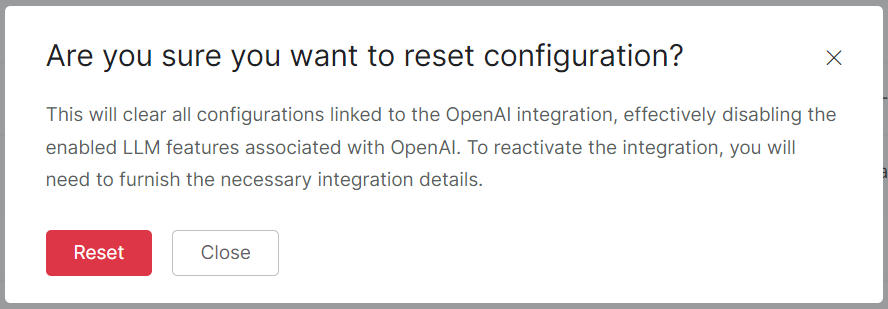 Are you sure you want to reset configuration?
This will clear all configurations linked to the OpenAI integration, effectively disabling the
enabled LLM features associated with OpenAI. To reactivate the integration, you will
need to furnish the necessary integration details.
Reset Close